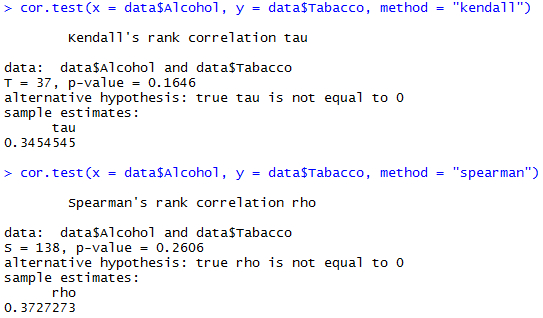 > cor.test(x = data$Alcohol, y = data$Tabacco, method = "kendall")
Kendall's rank correlation tau
data:  data$Alcohol and data$Tabacco
T = 37, p-value = 0.1646
alternative hypothesis: true tau is not equal to 0
sample estimates:
tau
0.3454545
> cor.test(x = data$Alcohol, y = data$Tabacco, method = "spearman")
Spearman's rank correlation rho
data:  data$Alcohol and data$Tabacco
S = 138, p-value = 0.2606
alternative hypothesis: true rho is not equal to 0
sample estimates:
rho
0.3727273